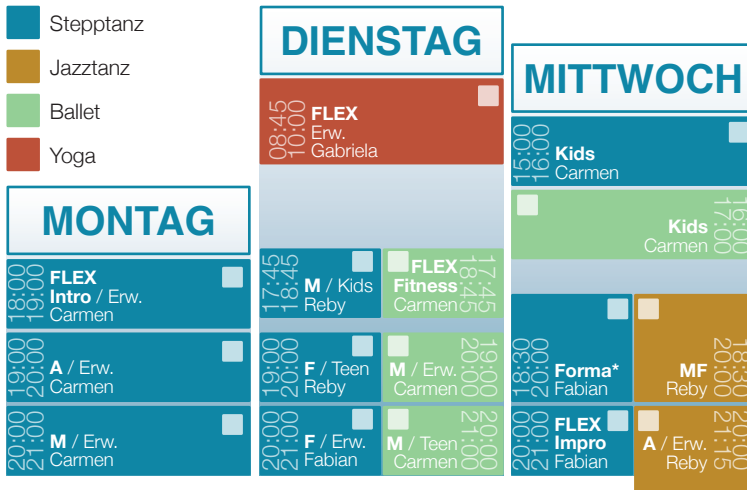 Stepptanz
Jazztanz
Ballet
Yoga
MONTAG
18:00
19:00
FLEX
Intro / Erw.
Carmen
19:00
20:00
A / Erw.
Carmen
20:00
21:00
M / Erw.
Carmen
DIENSTAG
08:45
10:00
FLEX
Erw.
Gabriela
17:45
18:45
M / Kids
Reby
FLEX
Fitness
Carmen
17:45
18:45
19:00
20:00
F / Teen
Reby
M / Erw.
Carmen
19:00
20:00
20:00
21:00
F / Erw.
Fabian
M / Teen
Carmen
20:00
21:00
MITTWOCH
15:00
16:00
Kids
Carmen
Kids
Carmen
16:00
17:00
18:30
20:00
Forma*
Fabian
MF
Reby
18:30
20:00
20:00
21:00
FLEX
Impro
Fabian
A / Erw.
Reby
20:00
21:15